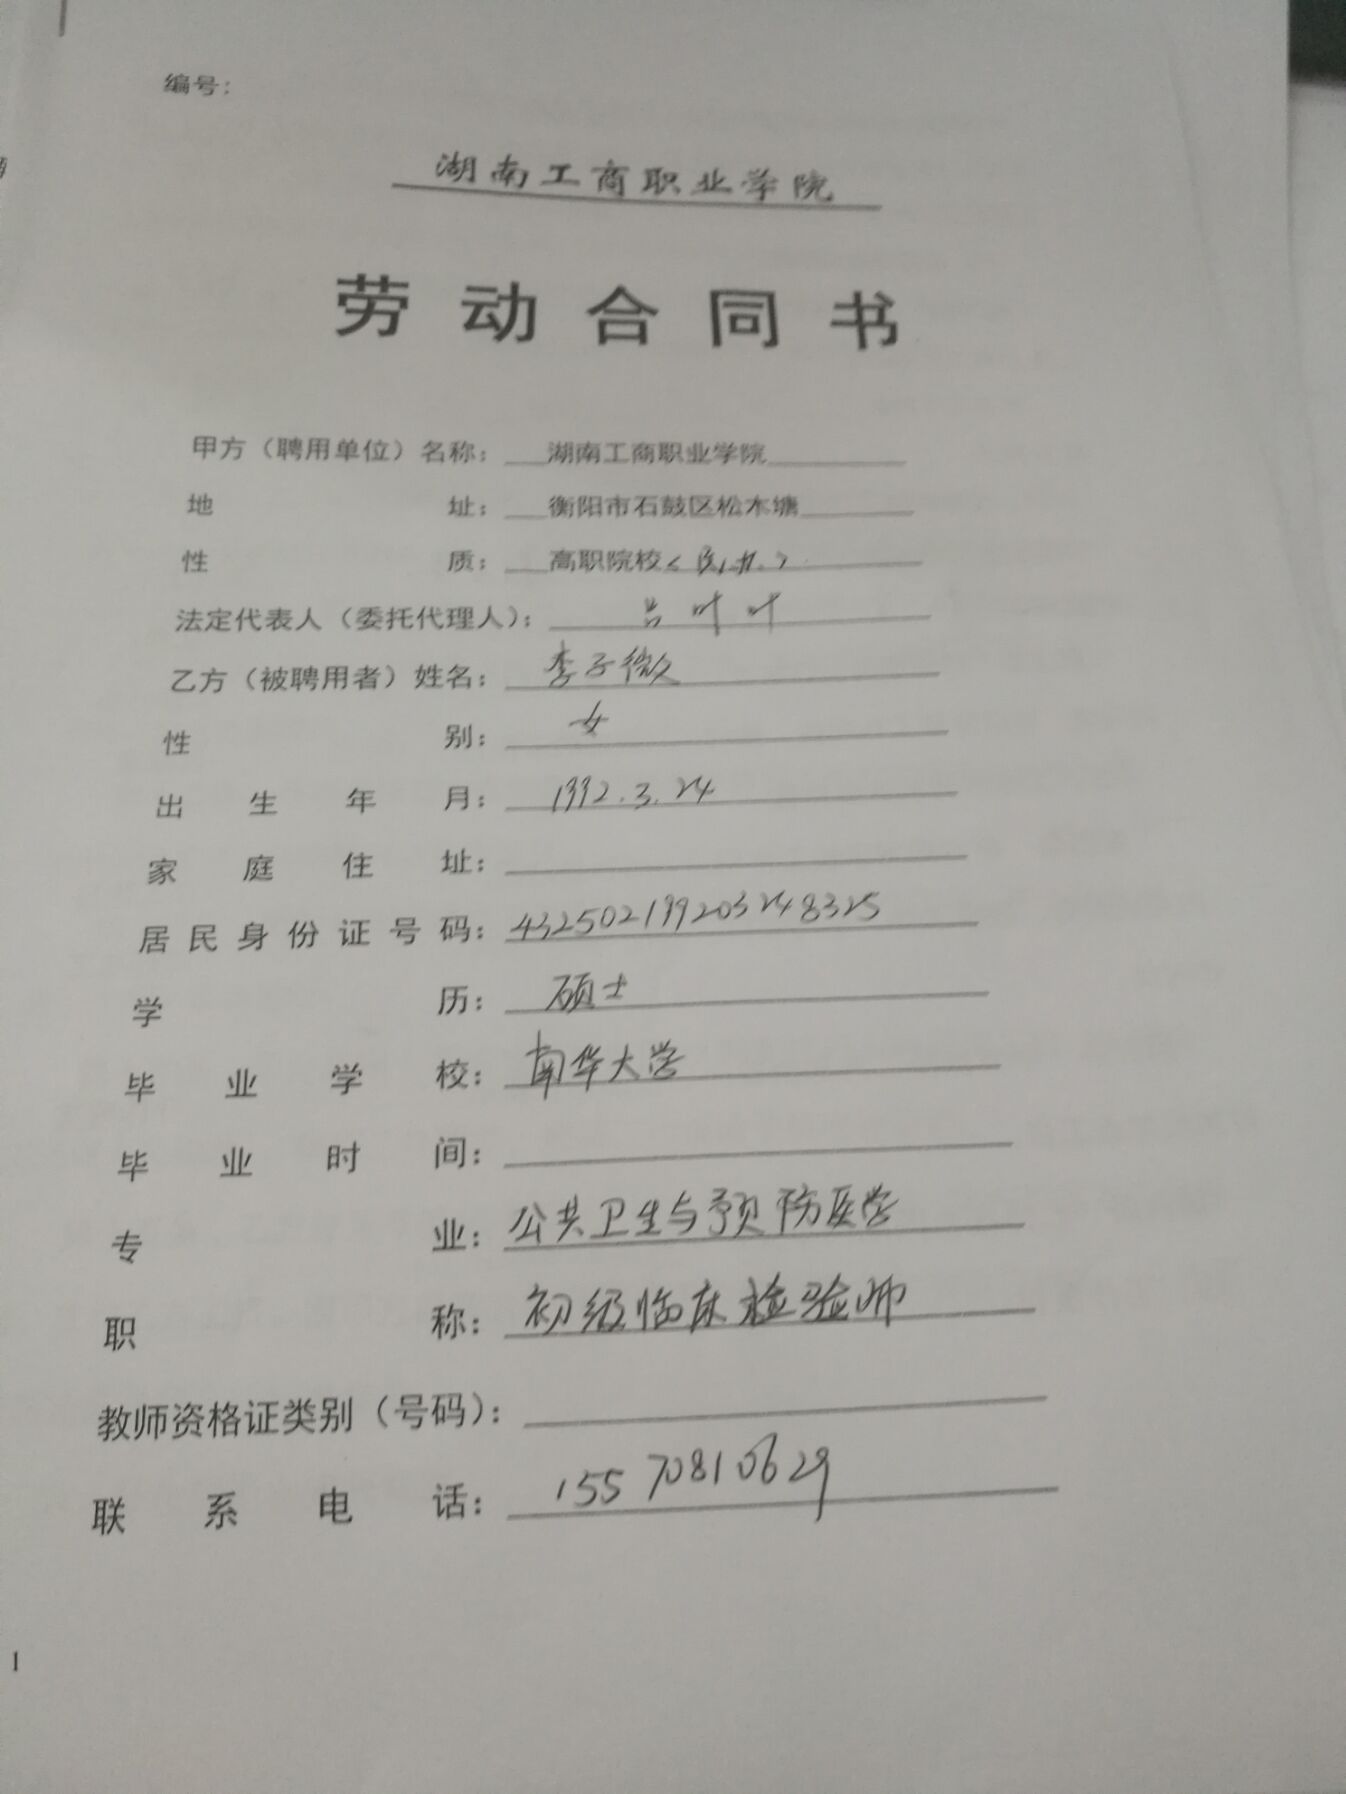 编号：
湖南工商职业学院
劳动合同书
甲方（聘用单位）名称：湖南工商职业学院
地址：衡阳市石鼓区松木塘
性质：高职院校
法定代表人（委托代理人）：吕叶叶
乙方（被聘用者）姓名：李子微
性别：女
出生年月：1992.3.24
家庭住址：
居民身份证号码：432502199203248325
学历：硕士
毕业学校：南华大学
毕业时间：
专业：公共卫生与预防医学
职称：初级临床检验师
教师资格证类别（号码）：
联系电话：15570810629
1